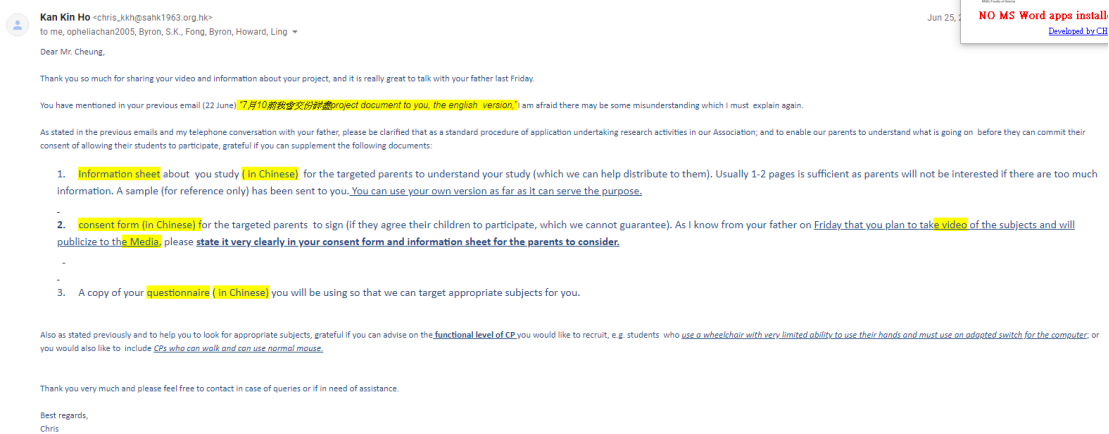 Kan Kin Ho <chris_kkh@sahk1963.org.hk>
Jun 25,
NO MS Word apps install
Developed by CH
to me, opheliachan2005, Byron, S.K., Fong, Byron, Howard, Ling
Dear Mr. Cheung,
Thank you so much for sharing your video and information about your project, and it is really great to talk with your father last Friday.
You have mentioned in your previous email (22 June) "7月10前我會交份詳盡project document to you, the english version,"I am afraid there may be some misunderstanding which I must explain again.
As stated in the previous emails and my telephone conversation with your father, please be clarified that as a standard procedure of application undertaking research activities in our Association; and to enable our parents to understand what is going on before they can commit their
consent of allowing their students to participate, grateful if you can supplement the following documents:
1. Information sheet about you study ( in Chinese) for the targeted parents to understand your study (which we can help distribute to them). Usually 1-2 pages is sufficient as parents will not be interested if there are too much
information. A sample (for reference only) has been sent to you. You can use your own version as far as it can serve the purpose.
2. consent form (in Chinese) for the targeted parents to sign (if they agree their children to participate, which we cannot guarantee). As I know from your father on Friday that you plan to take video of the subjects and will
publicize to the Media, please state it very clearly in your consent form and information sheet for the parents to consider.
3. A copy of your questionnaire ( in Chinese) you will be using so that we can target appropriate subjects for you.
Also as stated previously and to help you to look for appropriate subjects, grateful if you can advise on the functional level of CP you would like to recruit, e.g. students who use a wheelchair with very limited ability to use their hands and must use an adapted switch for the computer; or
you would also like to include CPs who can walk and can use normal mouse.
Thank you very much and please feel free to contact in case of queries or if in need of assistance.
Best regards,
Chris